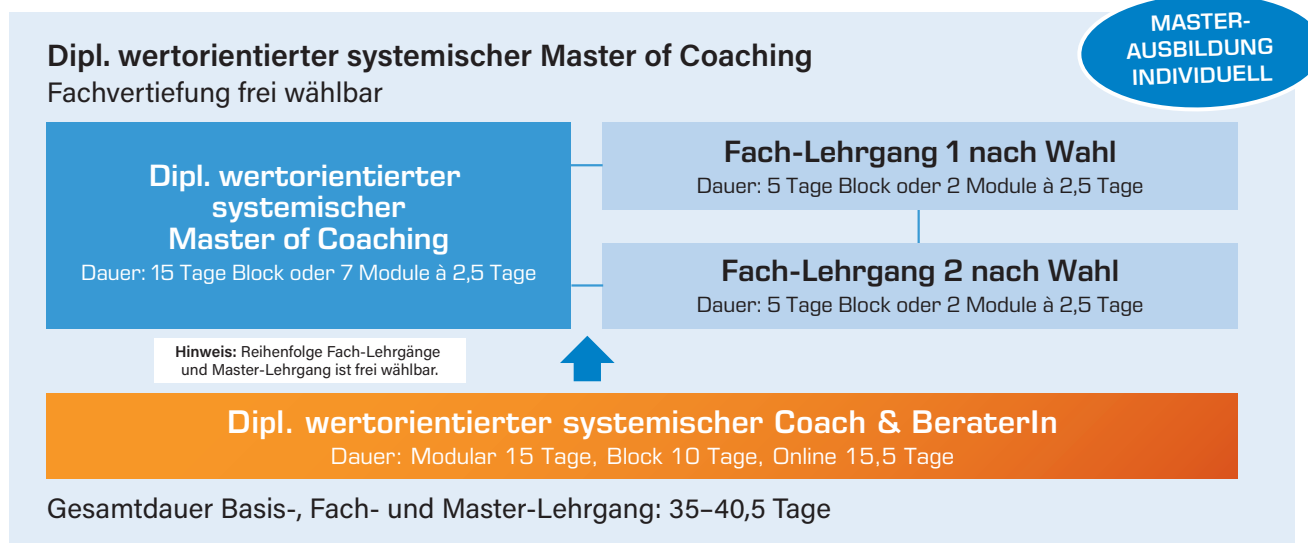 MASTER-
AUSBILDUNG
INDIVIDUELL
Dipl. wertorientierter systemischer Master of Coaching
Fachvertiefung frei wählbar
Dipl. wertorientierter
systemischer
Master of Coaching
Dauer: 15 Tage Block oder 7 Module à 2,5 Tage
Fach-Lehrgang 1 nach Wahl
Dauer: 5 Tage Block oder 2 Module à 2,5 Tage
Fach-Lehrgang 2 nach Wahl
Dauer: 5 Tage Block oder 2 Module à 2,5 Tage
Hinweis: Reihenfolge Fach-Lehrgänge
und Master-Lehrgang ist frei wählbar.
Dipl. wertorientierter systemischer Coach & BeraterIn
Dauer: Modular 15 Tage, Block 10 Tage, Online 15,5 Tage
Gesamtdauer Basis-, Fach- und Master-Lehrgang: 35–40,5 Tage